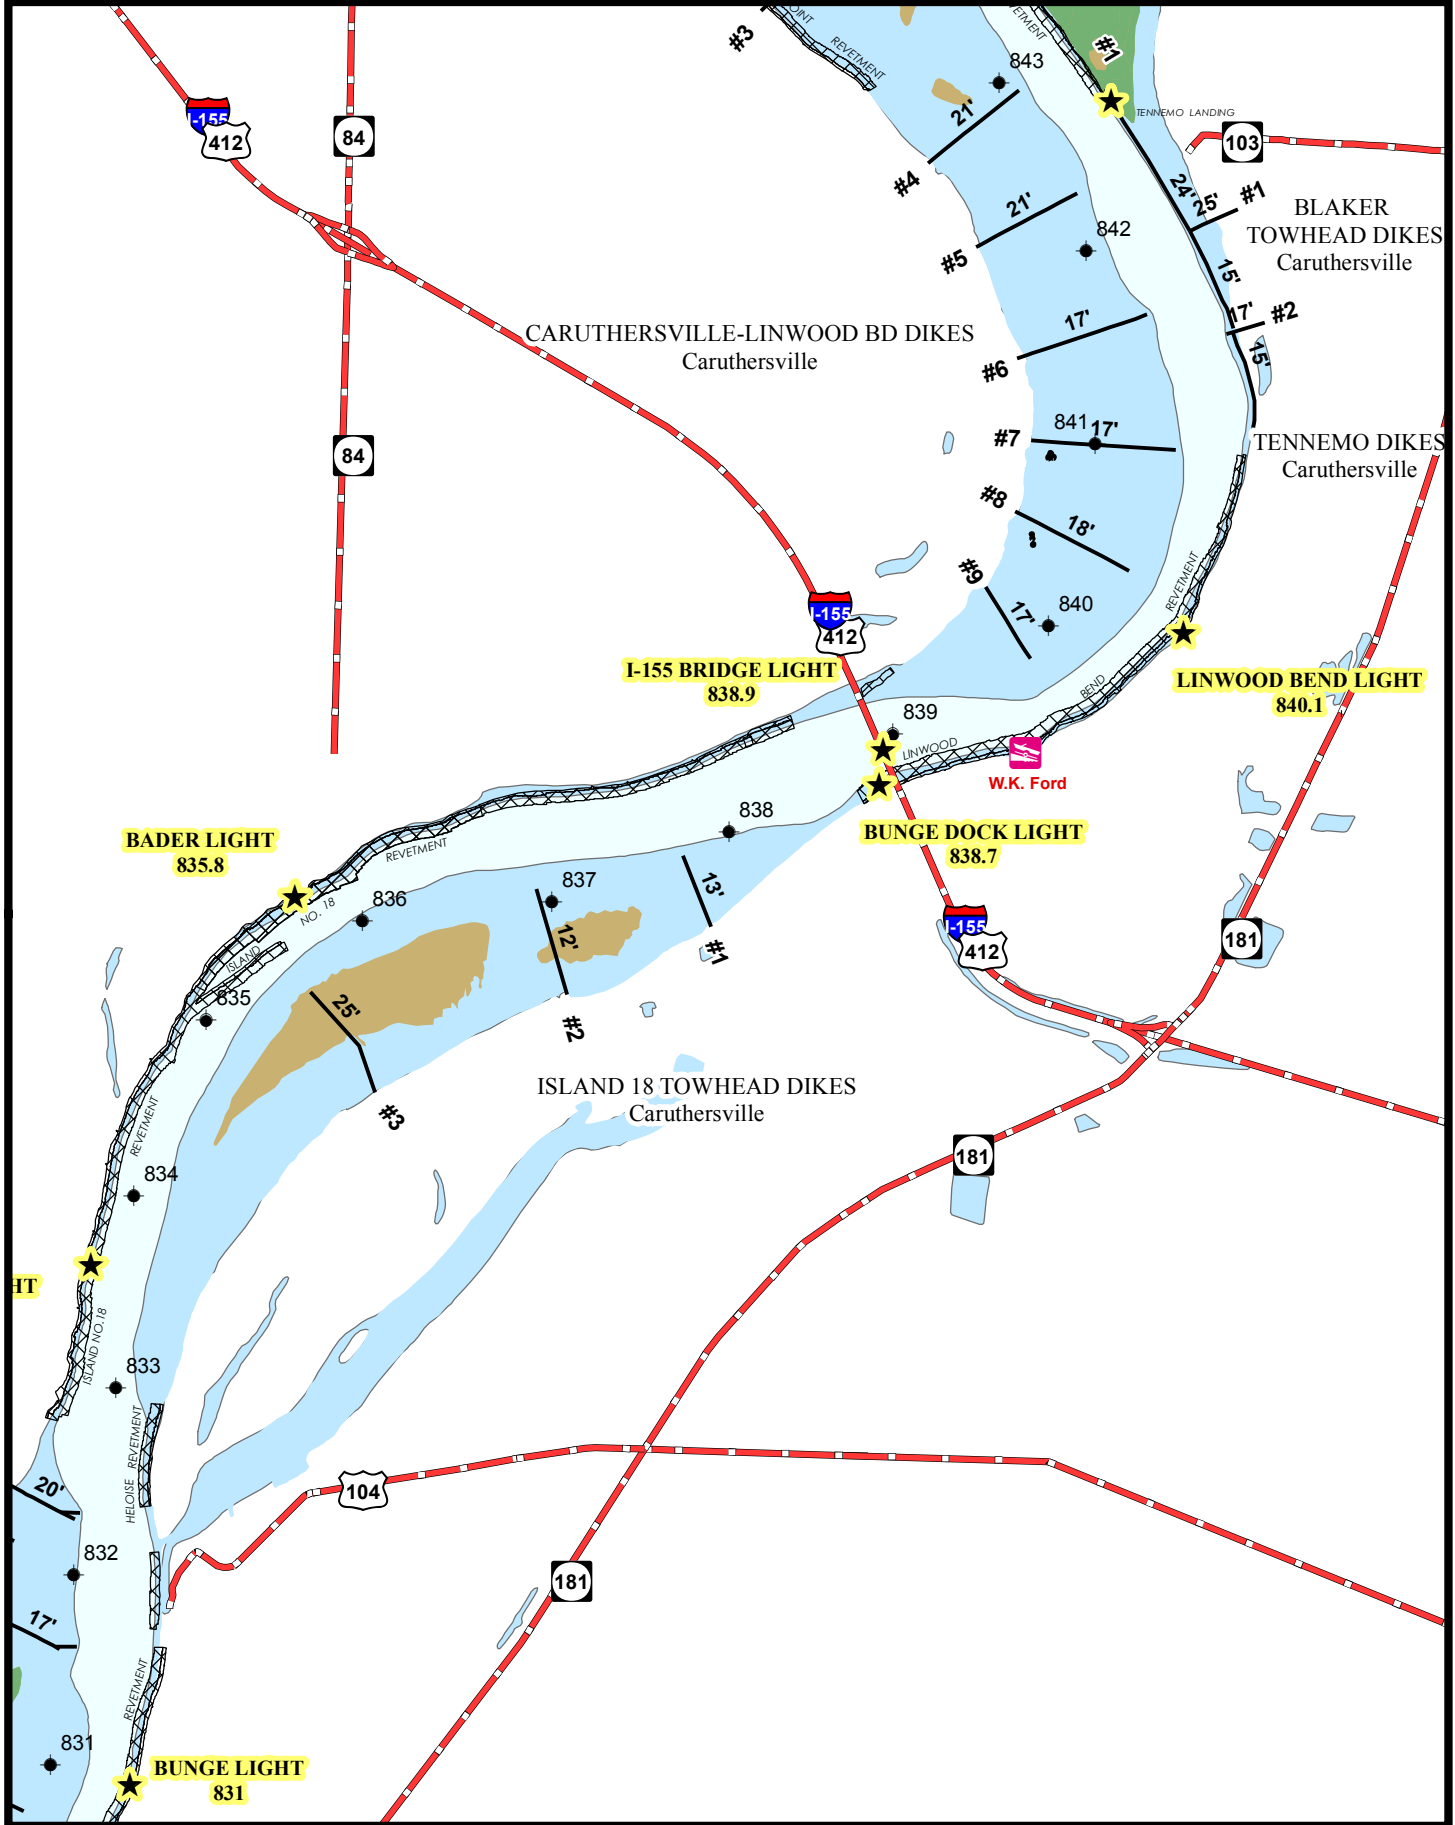 #3
OINT
REVETMENT
#1
843
21'
#4
TENNEMO LANDING
I-155
412
84
103
24'
25'
#1
BLAKER
TOWHEAD DIKES
Caruthersville
21'
#5
842
15'
17'
#2
15'
CARUTHERSVILLE-LINWOOD BD DIKES
Caruthersville
17'
#6
841
17'
#7
TENNEMO DIKES
Caruthersville
84
#8
18'
#9
17'
840
REVETMENT
I-155
412
I-155 BRIDGE LIGHT
838.9
LINWOOD BEND LIGHT
840.1
BEND
839
LINWOOD
W.K. Ford
838
BUNGE DOCK LIGHT
838.7
BADER LIGHT
835.8
REVETMENT
837
836
13'
#1
12'
#2
NO. 18
ISLAND
835
25'
#3
I-155
412
181
ISLAND 18 TOWHEAD DIKES
Caruthersville
REVETMENT
834
181
HT
ISLAND NO.18
833
HELOISE REVETMENT
20'
104
832
181
17'
REVETMENT
831
BUNGE LIGHT
831